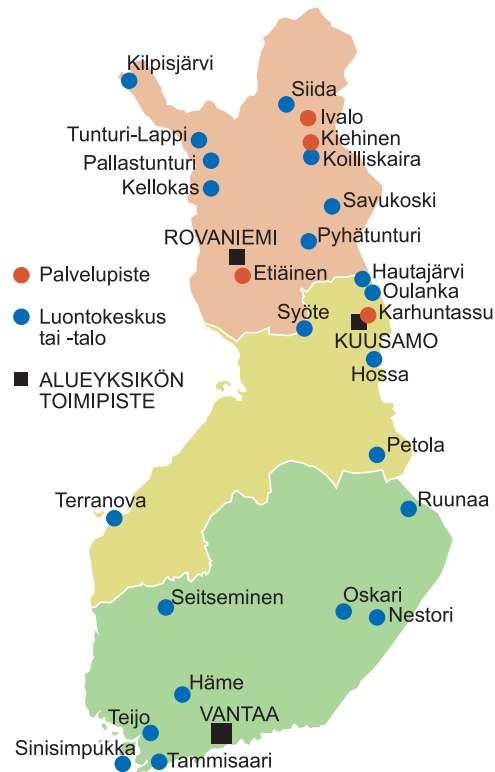 Kilpisjärvi
Siida
Ivalo
Tunturi-Lappi
Kiehinen
Pallastunturi
Koilliskaira
Kellokas
Savukoski
ROVANIEMI
Pyhätunturi
Palvelupiste
Etiäinen
Hautajärvi
Oulanka
Luontokeskus
tai -talo
Syöte
Karhuntassu
KUUSAMO
Hossa
ALUEYKSIKÖN
TOIMIPISTE
Petola
Terranova
Ruunaa
Seitseminen
Oskari
Nestori
Häme
Teijo
VANTAA
Sinisimpukka
Tammisaari